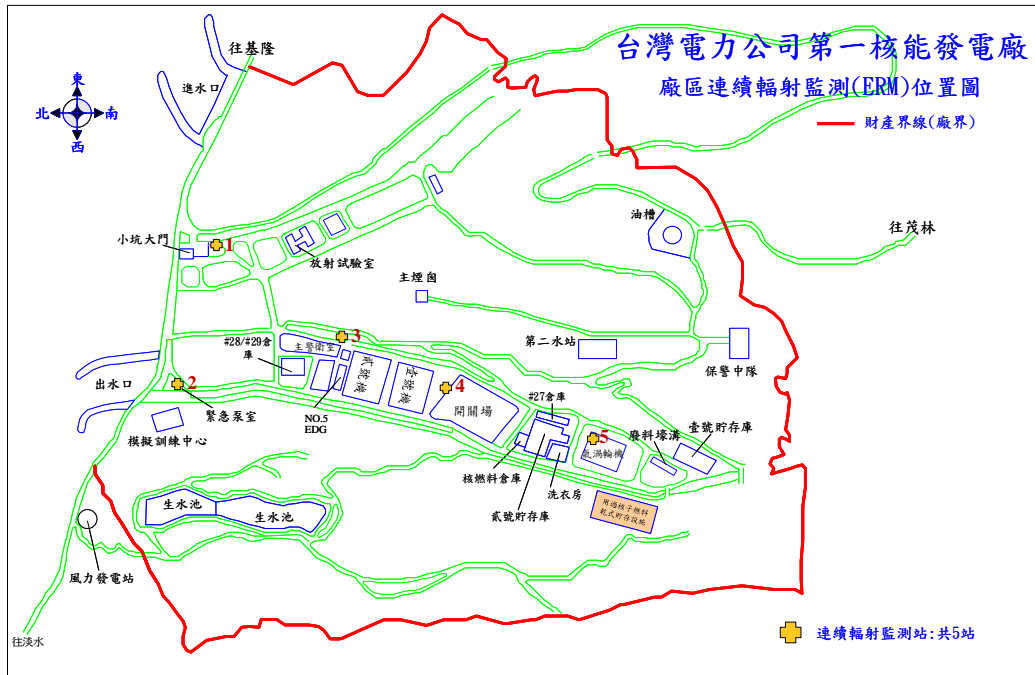 台灣電力公司第一核能發電廠
廠區連續輻射監測(ERM)位置圖
財產界線(廠界)
往基隆
進水口
東
北
南
西
小坑大門
1
放射試驗室
油槽
往茂林
主煙囪
3
主警衛室
#28/#29倉
庫
貳號機
壹號機
4
開關場
第二水站
保警中隊
出水口
2
緊急泵室
模擬訓練中心
NO.5
EDG
#27倉庫
5
氣渦輪機
廢料壕溝
壹號貯存庫
核燃料倉庫
洗衣房
貳號貯存庫
用過核子燃料
乾式貯存設施
生水池
生水池
風力發電站
往淡水
連續輻射監測站:共5站